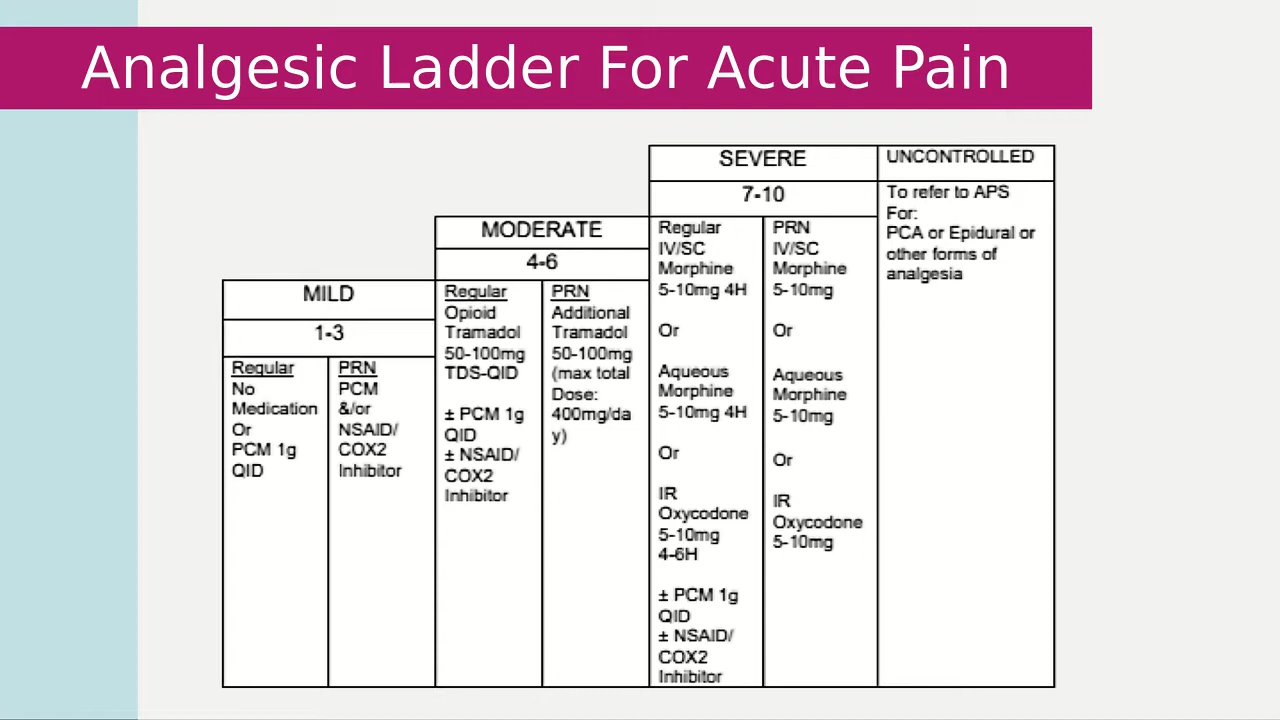 Analgesic Ladder For Acute Pain
MILD
1-3
Regular
No
Medication
Or
PCM 1g
QID
PRN
PCM
&/or
NSAID/
COX2
Inhibitor
MODERATE
4-6
Regular
Opioid
Tramadol
50-100mg
TDS-QID
± PCM 1g
QID
± NSAID/
COX2
Inhibitor
PRN
Additional
Tramadol
50-100mg
(max total
Dose:
400mg/da
y)
SEVERE
7-10
Regular
IV/SC
Morphine
5-10mg 4H
Or
Aqueous
Morphine
5-10mg 4H
Or
IR
Oxycodone
5-10mg
4-6H
± PCM 1g
QID
± NSAID/
COX2
Inhibitor
PRN
IV/SC
Morphine
5-10mg
Or
Aqueous
Morphine
5-10mg
Or
IR
Oxycodone
5-10mg
UNCONTROLLED
To refer to APS
For:
PCA or Epidural or
other forms of
analgesia